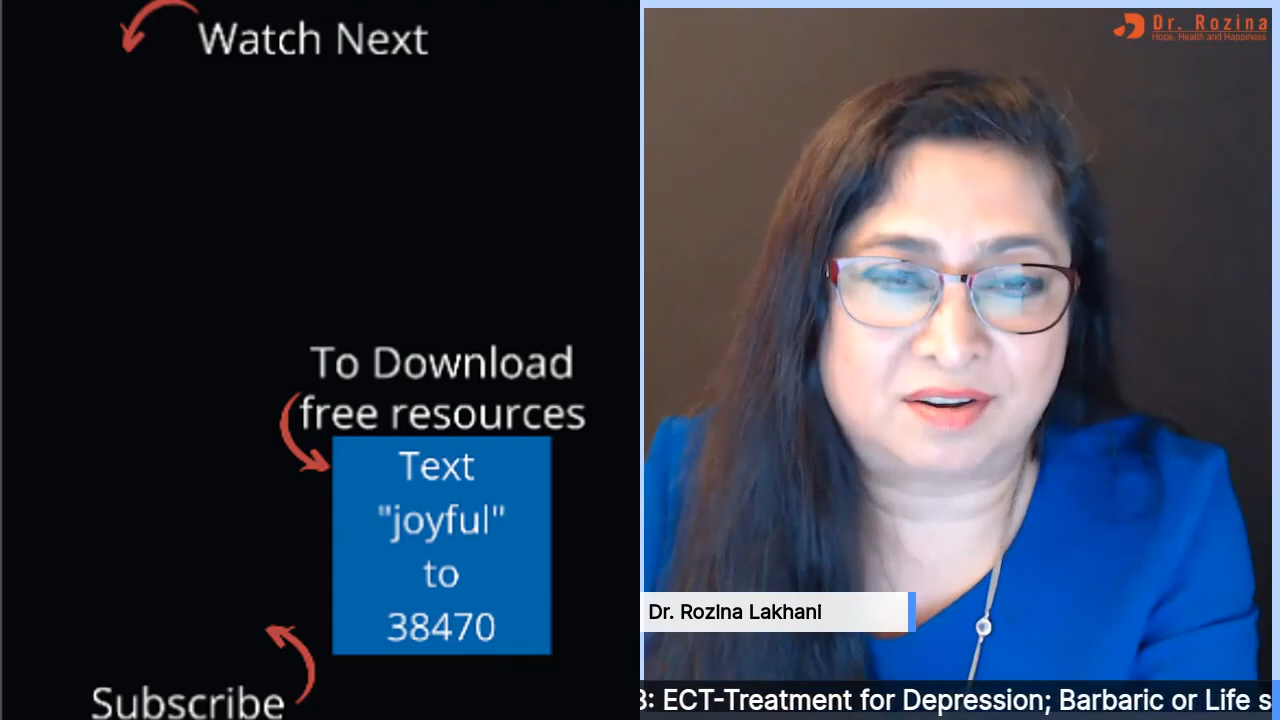 Watch Next
To Download
free resources
Text
"joyful"
to
38470
Subscribe
Dr. Rozina
Hope, Health and Happiness
Dr. Rozina Lakhani
: ECT-Treatment for Depression; Barbaric or Life s